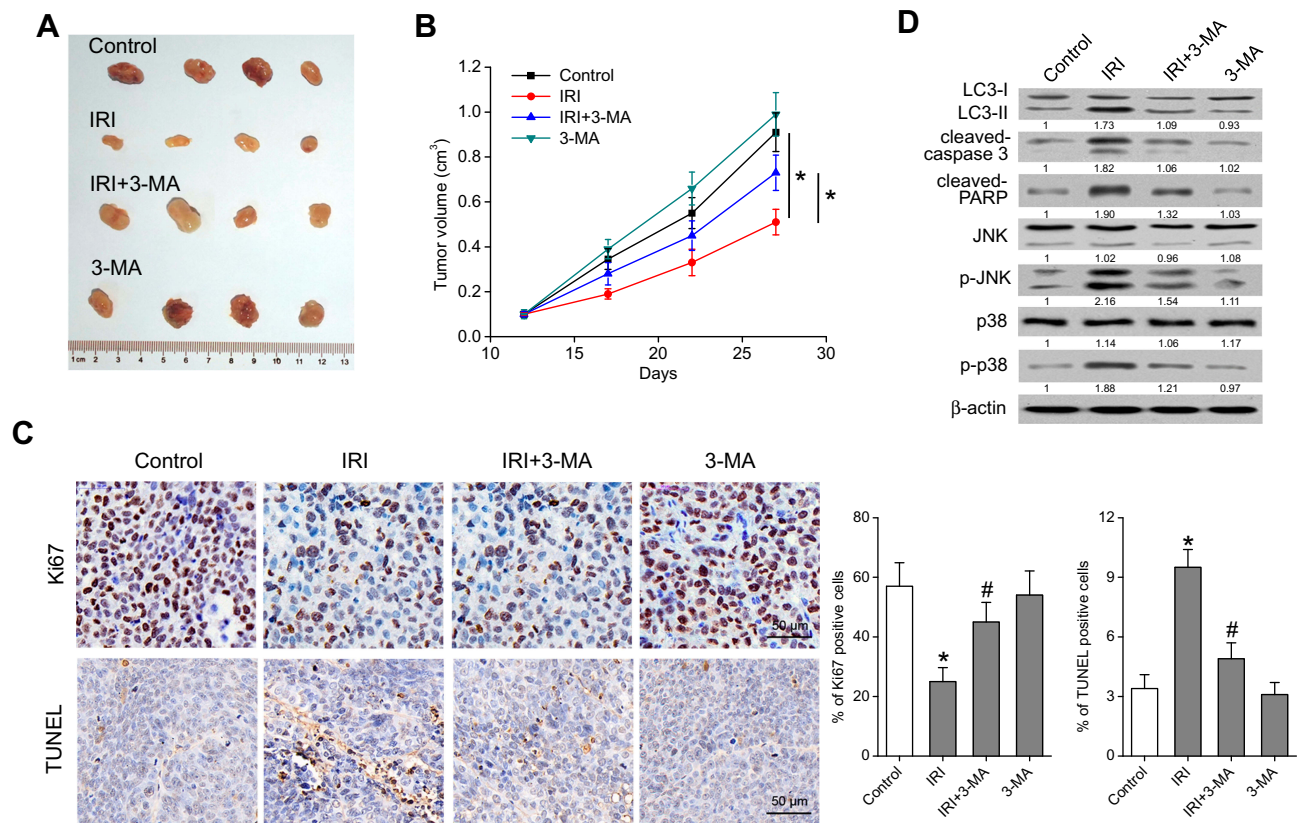 A
Control
IRI
IRI+3-MA
3-MA
1 cm 2 3 4 5 6 7 8 9 10 11 12 13
B
Control
IRI
IRI+3-MA
3-MA
Tumor volume (cm³)
1.2
1.0
0.8
0.6
0.4
0.2
0.0
10 15 20 25 30
Days
*
*
D
Control IRI IRI+3-MA 3-MA
LC3-I
LC3-II
1 1.73 1.09 0.93
cleaved-
caspase 3
1 1.82 1.06 1.02
cleaved-
PARP
1 1.90 1.32 1.03
JNK
1 1.02 0.96 1.08
p-JNK
1 2.16 1.54 1.11
p38
1 1.14 1.06 1.17
p-p38
1 1.88 1.21 0.97
β-actin
C
Control IRI IRI+3-MA 3-MA
Ki67
50 µm
TUNEL
50 µm
% of Ki67 positive cells
80
60
40
20
0
*
#
Control IRI IRI+3-MA 3-MA
% of TUNEL positive cells
12
9
6
3
0
*
#
Control IRI IRI+3-MA 3-MA